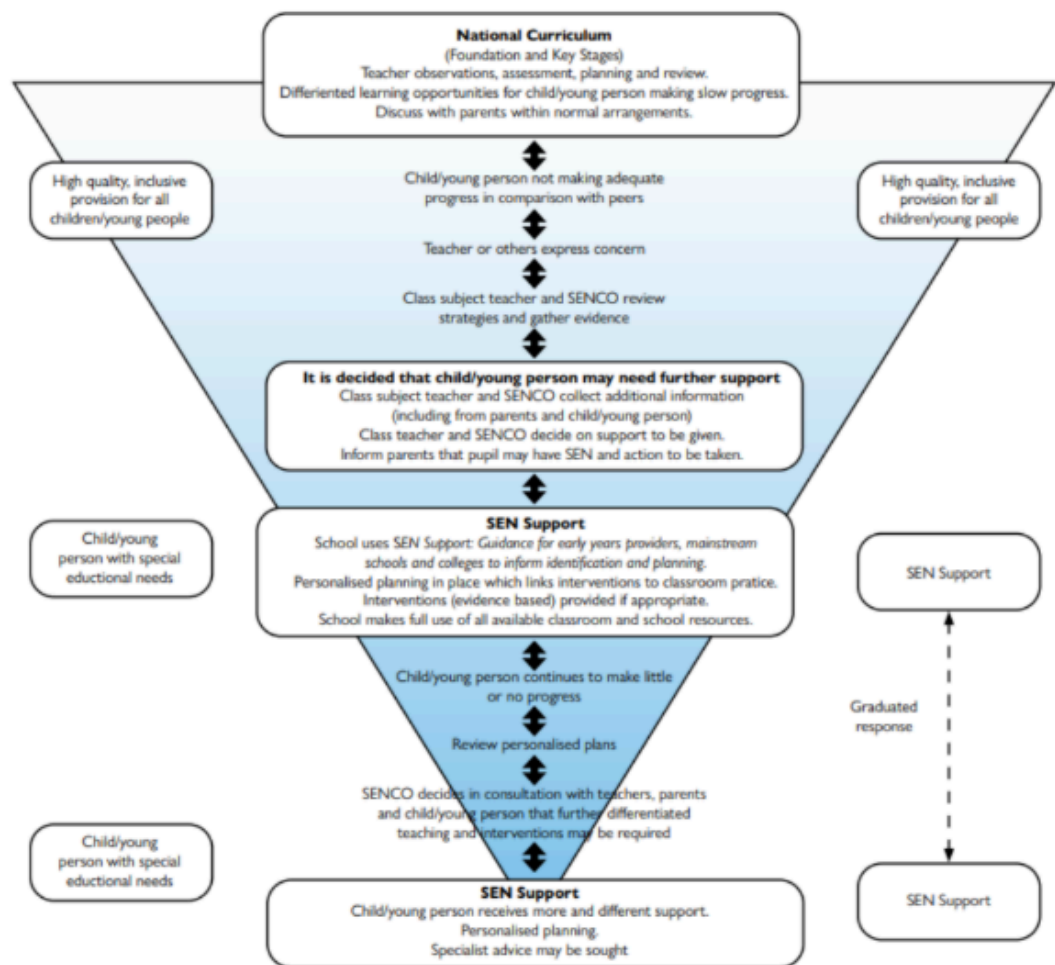 National Curriculum
(Foundation and Key Stages)
Teacher observations, assessment, planning and review.
Differiented learning opportunities for child/young person making slow progress.
Discuss with parents within normal arrangements.
High quality, inclusive
provision for all
children/young people
High quality, inclusive
provision for all
children/young people
Child/young person not making adequate
progress in comparison with peers
Teacher or others express concern
Class subject teacher and SENCO review
strategies and gather evidence
It is decided that child/young person may need further support
Class subject teacher and SENCO collect additional information
(including from parents and child/young person)
Class teacher and SENCO decide on support to be given.
Inform parents that pupil may have SEN and action to be taken.
Child/young
person with special
eductional needs
SEN Support
School uses SEN Support: Guidance for early years providers, mainstream
schools and colleges to inform identification and planning.
Personalised planning in place which links interventions to classroom pratice.
Interventions (evidence based) provided if appropriate.
School makes full use of all available classroom and school resources.
SEN Support
Child/young person continues to make little
or no progress
Review personalised plans
Graduated
response
SENCO decides in consultation with teachers, parents
and child/young person that further differentiated
teaching and interventions may be required
Child/young
person with special
eductional needs
SEN Support
Child/young person receives more and different support.
Personalised planning.
Specialist advice may be sought
SEN Support